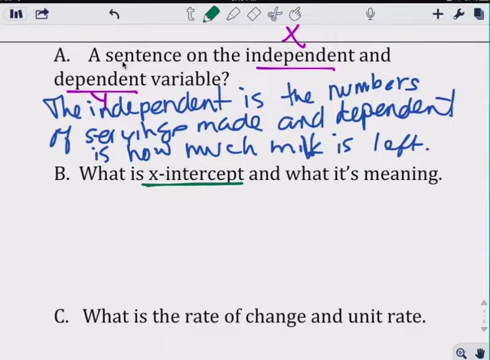 X
A. A sentence on the independent and
dependent variable?
y
The independent is the numbers
of servings made and dependent
is how much milk is left.
B. What is x-intercept and what it's meaning.
C. What is the rate of change and unit rate.